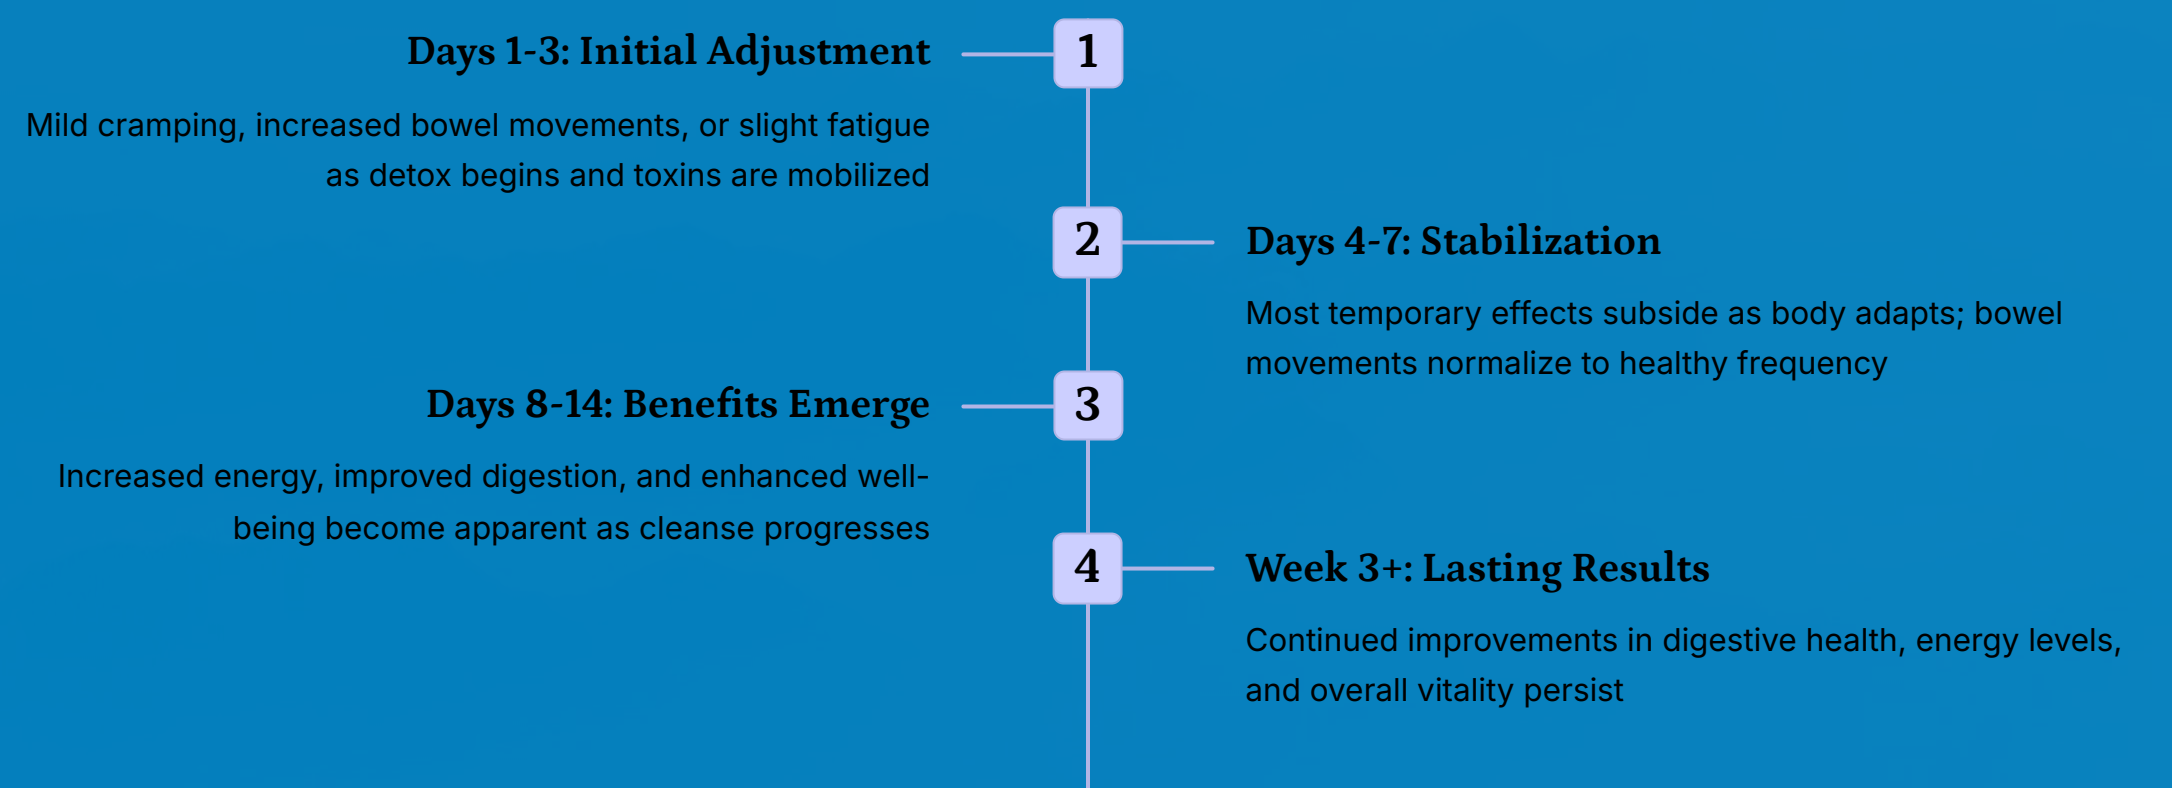 Days 1-3: Initial Adjustment
1
Mild cramping, increased bowel movements, or slight fatigue
as detox begins and toxins are mobilized
2
Days 4-7: Stabilization
Most temporary effects subside as body adapts; bowel
movements normalize to healthy frequency
Days 8-14: Benefits Emerge
3
Increased energy, improved digestion, and enhanced well-
being become apparent as cleanse progresses
4
Week 3+: Lasting Results
Continued improvements in digestive health, energy levels,
and overall vitality persist